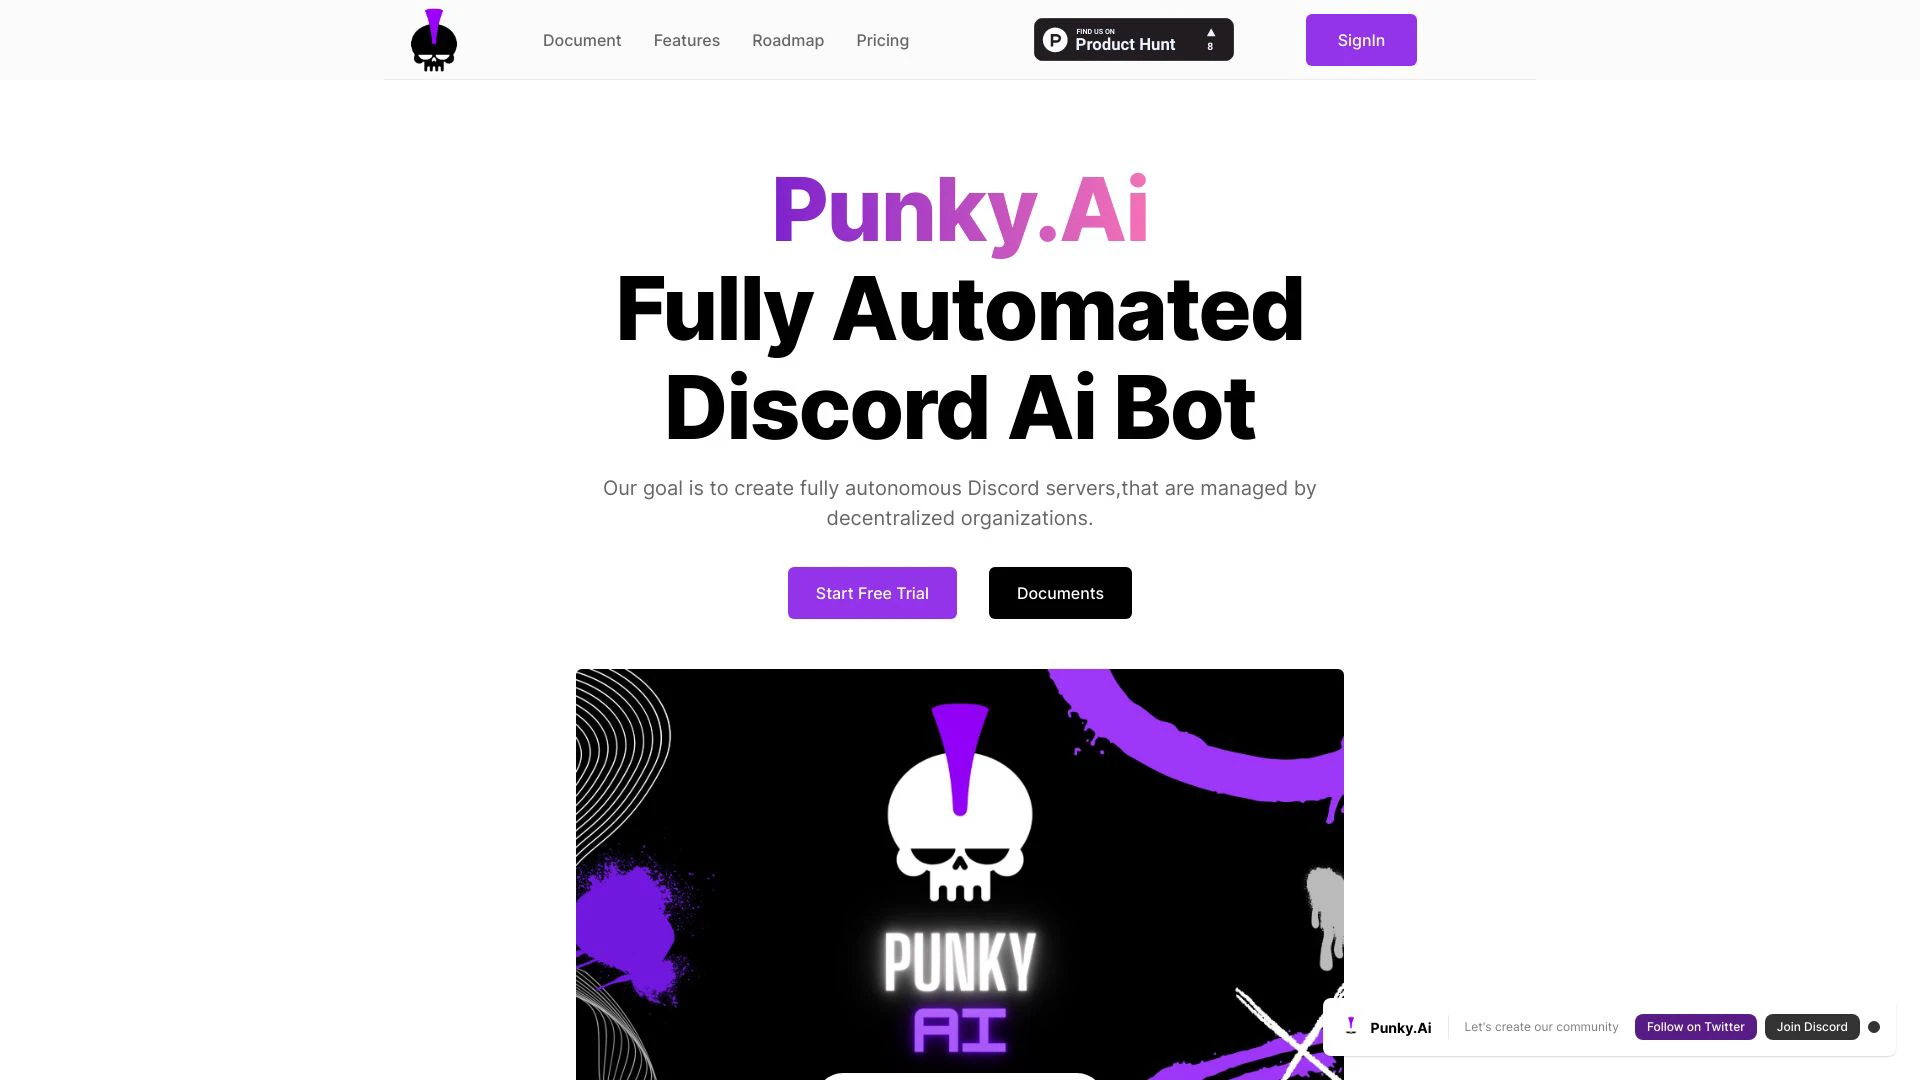 Document Features Roadmap Pricing
FIND US ON
Product Hunt
8
SignIn
Punky.Ai
Fully Automated
Discord Ai Bot
Our goal is to create fully autonomous Discord servers,that are managed by
decentralized organizations.
Start Free Trial Documents
PUNKY
AI
Punky.Ai Let's create our community Follow on Twitter Join Discord